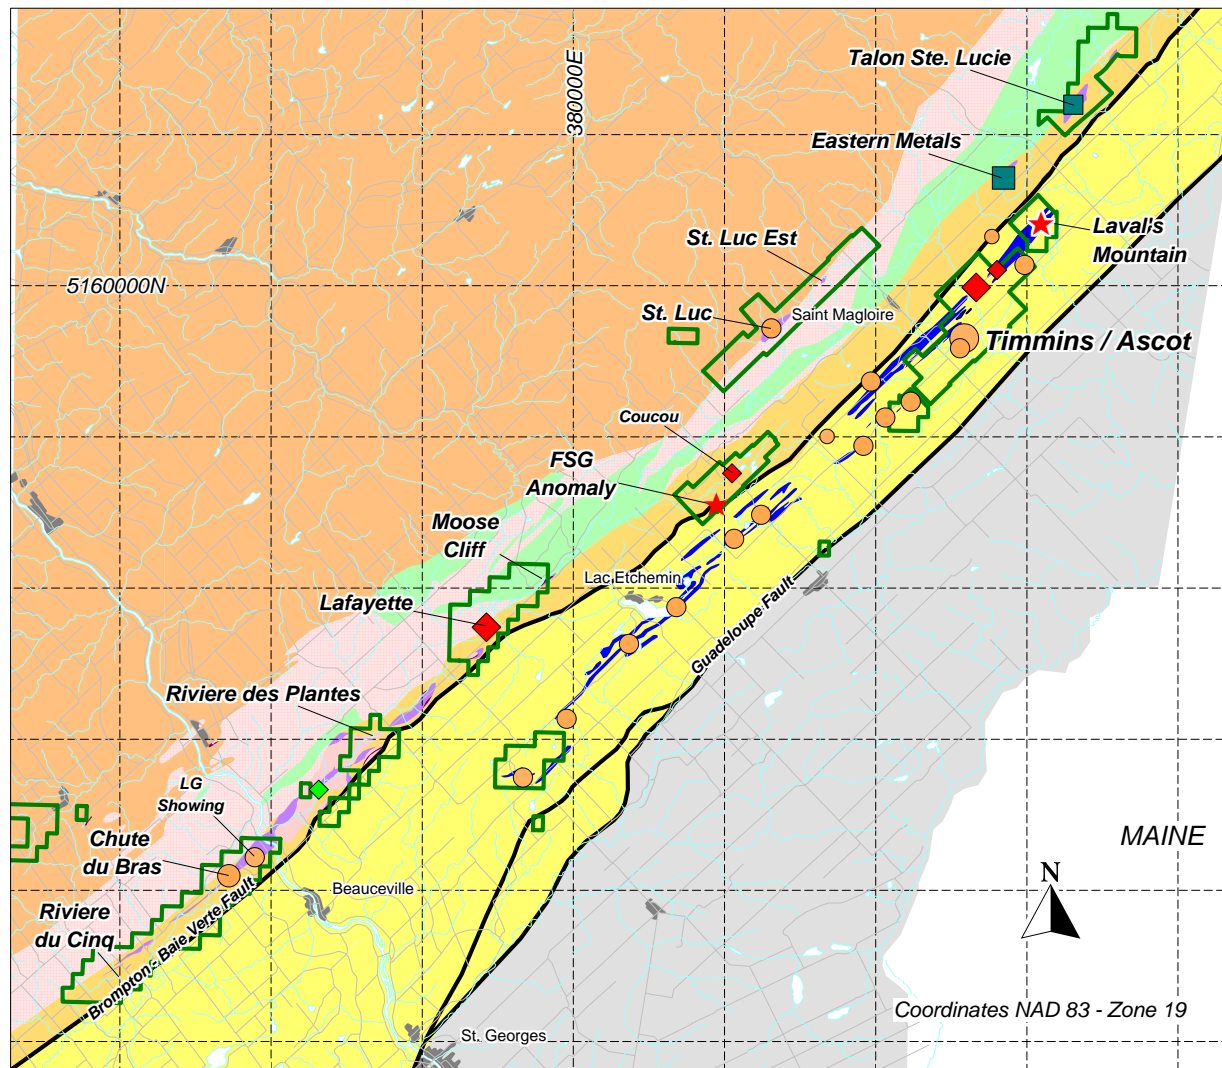 Talon Ste. Lucie
380000E
Eastern Metals
Laval's
Mountain
St. Luc Est
5160000N
St. Luc
Saint Magloire
Timmins / Ascot
Coucou
FSG
Anomaly
Moose
Cliff
Lac Etchemin
Lafayette
Guadeloupe Fault
Riviere des Plantes
LG
Showing
Chute
du Bras
MAINE
N
Beauceville
Riviere
du Cinq
Brompton - Baie Verte Fault
Coordinates NAD 83 - Zone 19
St. Georges